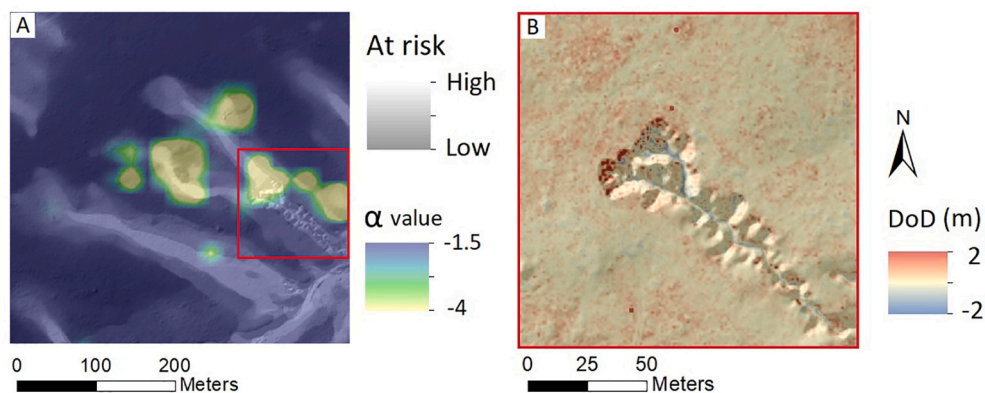 A
At risk
High
Low
α value
-1.5
-4
0 100 200
Meters
B
0 25 50
Meters
N
DoD (m)
2
-2